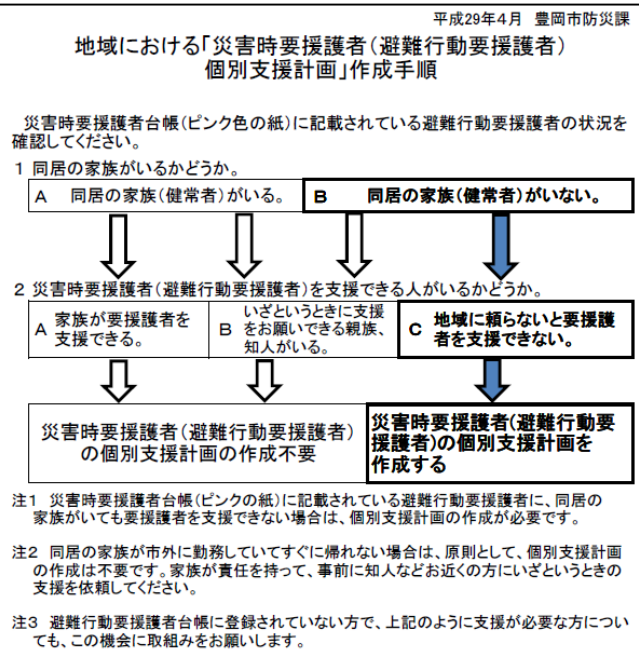 平成29年4月　豊岡市防災課
地域における「災害時要援護者(避難行動要援護者)
個別支援計画」作成手順
災害時要援護者台帳(ピンク色の紙)に記載されている避難行動要援護者の状況を
確認してください。
1 同居の家族がいるかどうか。
A　同居の家族(健常者)がいる。
B　同居の家族(健常者)がいない。
2 災害時要援護者(避難行動要援護者)を支援できる人がいるかどうか。
A　家族が要援護者を
支援できる。
B　いざというときに支援
をお願いできる親族、
知人がいる。
C　地域に頼らないと要援護
者を支援できない。
災害時要援護者(避難行動要援護者)
の個別支援計画の作成不要
災害時要援護者(避難行動要
援護者)の個別支援計画を
作成する
注1　災害時要援護者台帳(ピンクの紙)に記載されている避難行動要援護者に、同居の
家族がいても要援護者を支援できない場合は、個別支援計画の作成が必要です。
注2　同居の家族が市外に勤務していてすぐに帰れない場合は、原則として、個別支援計画
の作成は不要です。家族が責任を持って、事前に知人などお近くの方にいざというときの
支援を依頼してください。
注3　避難行動要援護者台帳に登録されていない方で、上記のように支援が必要な方につい
ても、この機会に取組みをお願いします。